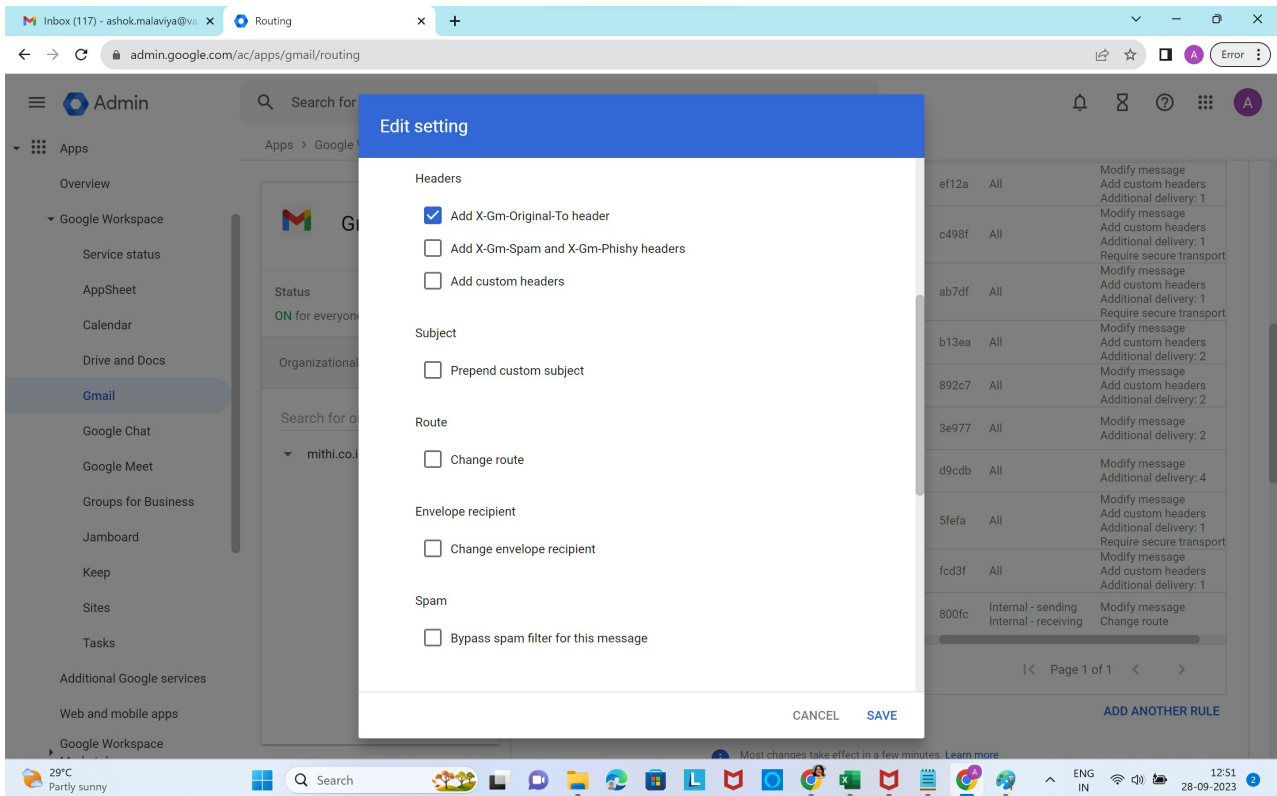 Inbox (117) - ashok.malaviya@va
Routing
admin.google.com/ac/apps/gmail/routing
A
Error
Admin
Search for
A
Apps
Overview
Google Workspace
Service status
AppSheet
Calendar
Drive and Docs
Gmail
Google Chat
Google Meet
Groups for Business
Jamboard
Keep
Sites
Tasks
Additional Google services
Web and mobile apps
Google Workspace
Apps > Google
Status
ON for everyon
Organizational
Search for o
mithi.co.i
Edit setting
Headers
Add X-Gm-Original-To header
Add X-Gm-Spam and X-Gm-Phishy headers
Add custom headers
Subject
Prepend custom subject
Route
Change route
Envelope recipient
Change envelope recipient
Spam
Bypass spam filter for this message
CANCEL SAVE
Modify message
ef12a All Add custom headers
Additional delivery: 1
Modify message
Add custom headers
c498f All Additional delivery: 1
Require secure transport
Modify message
Add custom headers
ab7df All Additional delivery: 1
Require secure transport
Modify message
b13ea All Add custom headers
Additional delivery: 2
Modify message
892c7 All Add custom headers
Additional delivery: 2
Modify message
3e977 All Additional delivery: 2
Modify message
d9cdb All Additional delivery: 4
Modify message
Add custom headers
5fefa All Additional delivery: 1
Require secure transport
Modify message
fcd3f All Add custom headers
Additional delivery: 1
800fc Internal - sending Modify message
Internal - receiving Change route
Page 1 of 1
ADD ANOTHER RULE
Most changes take effect in a few minutes. Learn more
29°C
Partly sunny
Search
L
A
ENG
IN
12:51
28-09-2023
2